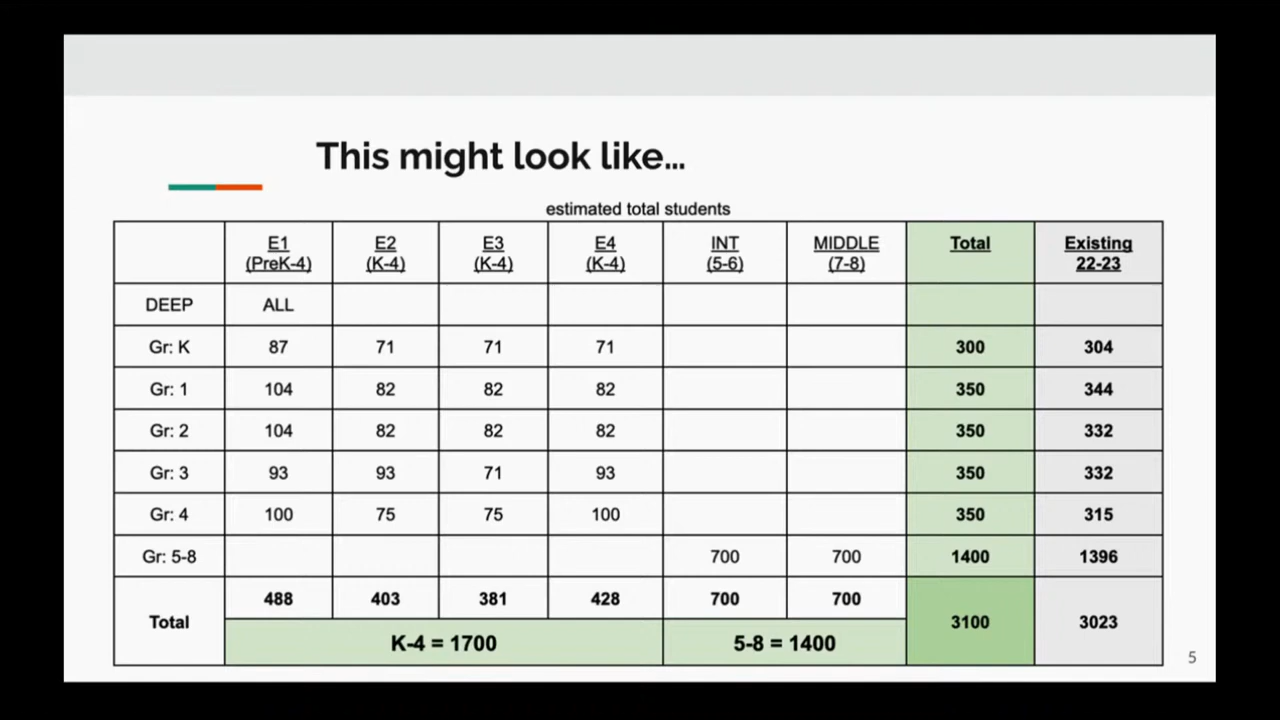 This might look like...
estimated total students
E1 E2 E3 E4 INT MIDDLE Total Existing
(PreK-4) (K-4) (K-4) (K-4) (5-6) (7-8) 22-23
DEEP ALL
Gr: K 87 71 71 71 300 304
Gr: 1 104 82 82 82 350 344
Gr: 2 104 82 82 82 350 332
Gr: 3 93 93 71 93 350 332
Gr: 4 100 75 75 100 350 315
Gr: 5-8 700 700 1400 1396
Total 488 403 381 428 700 700 3100 3023
K-4 = 1700 5-8 = 1400
5